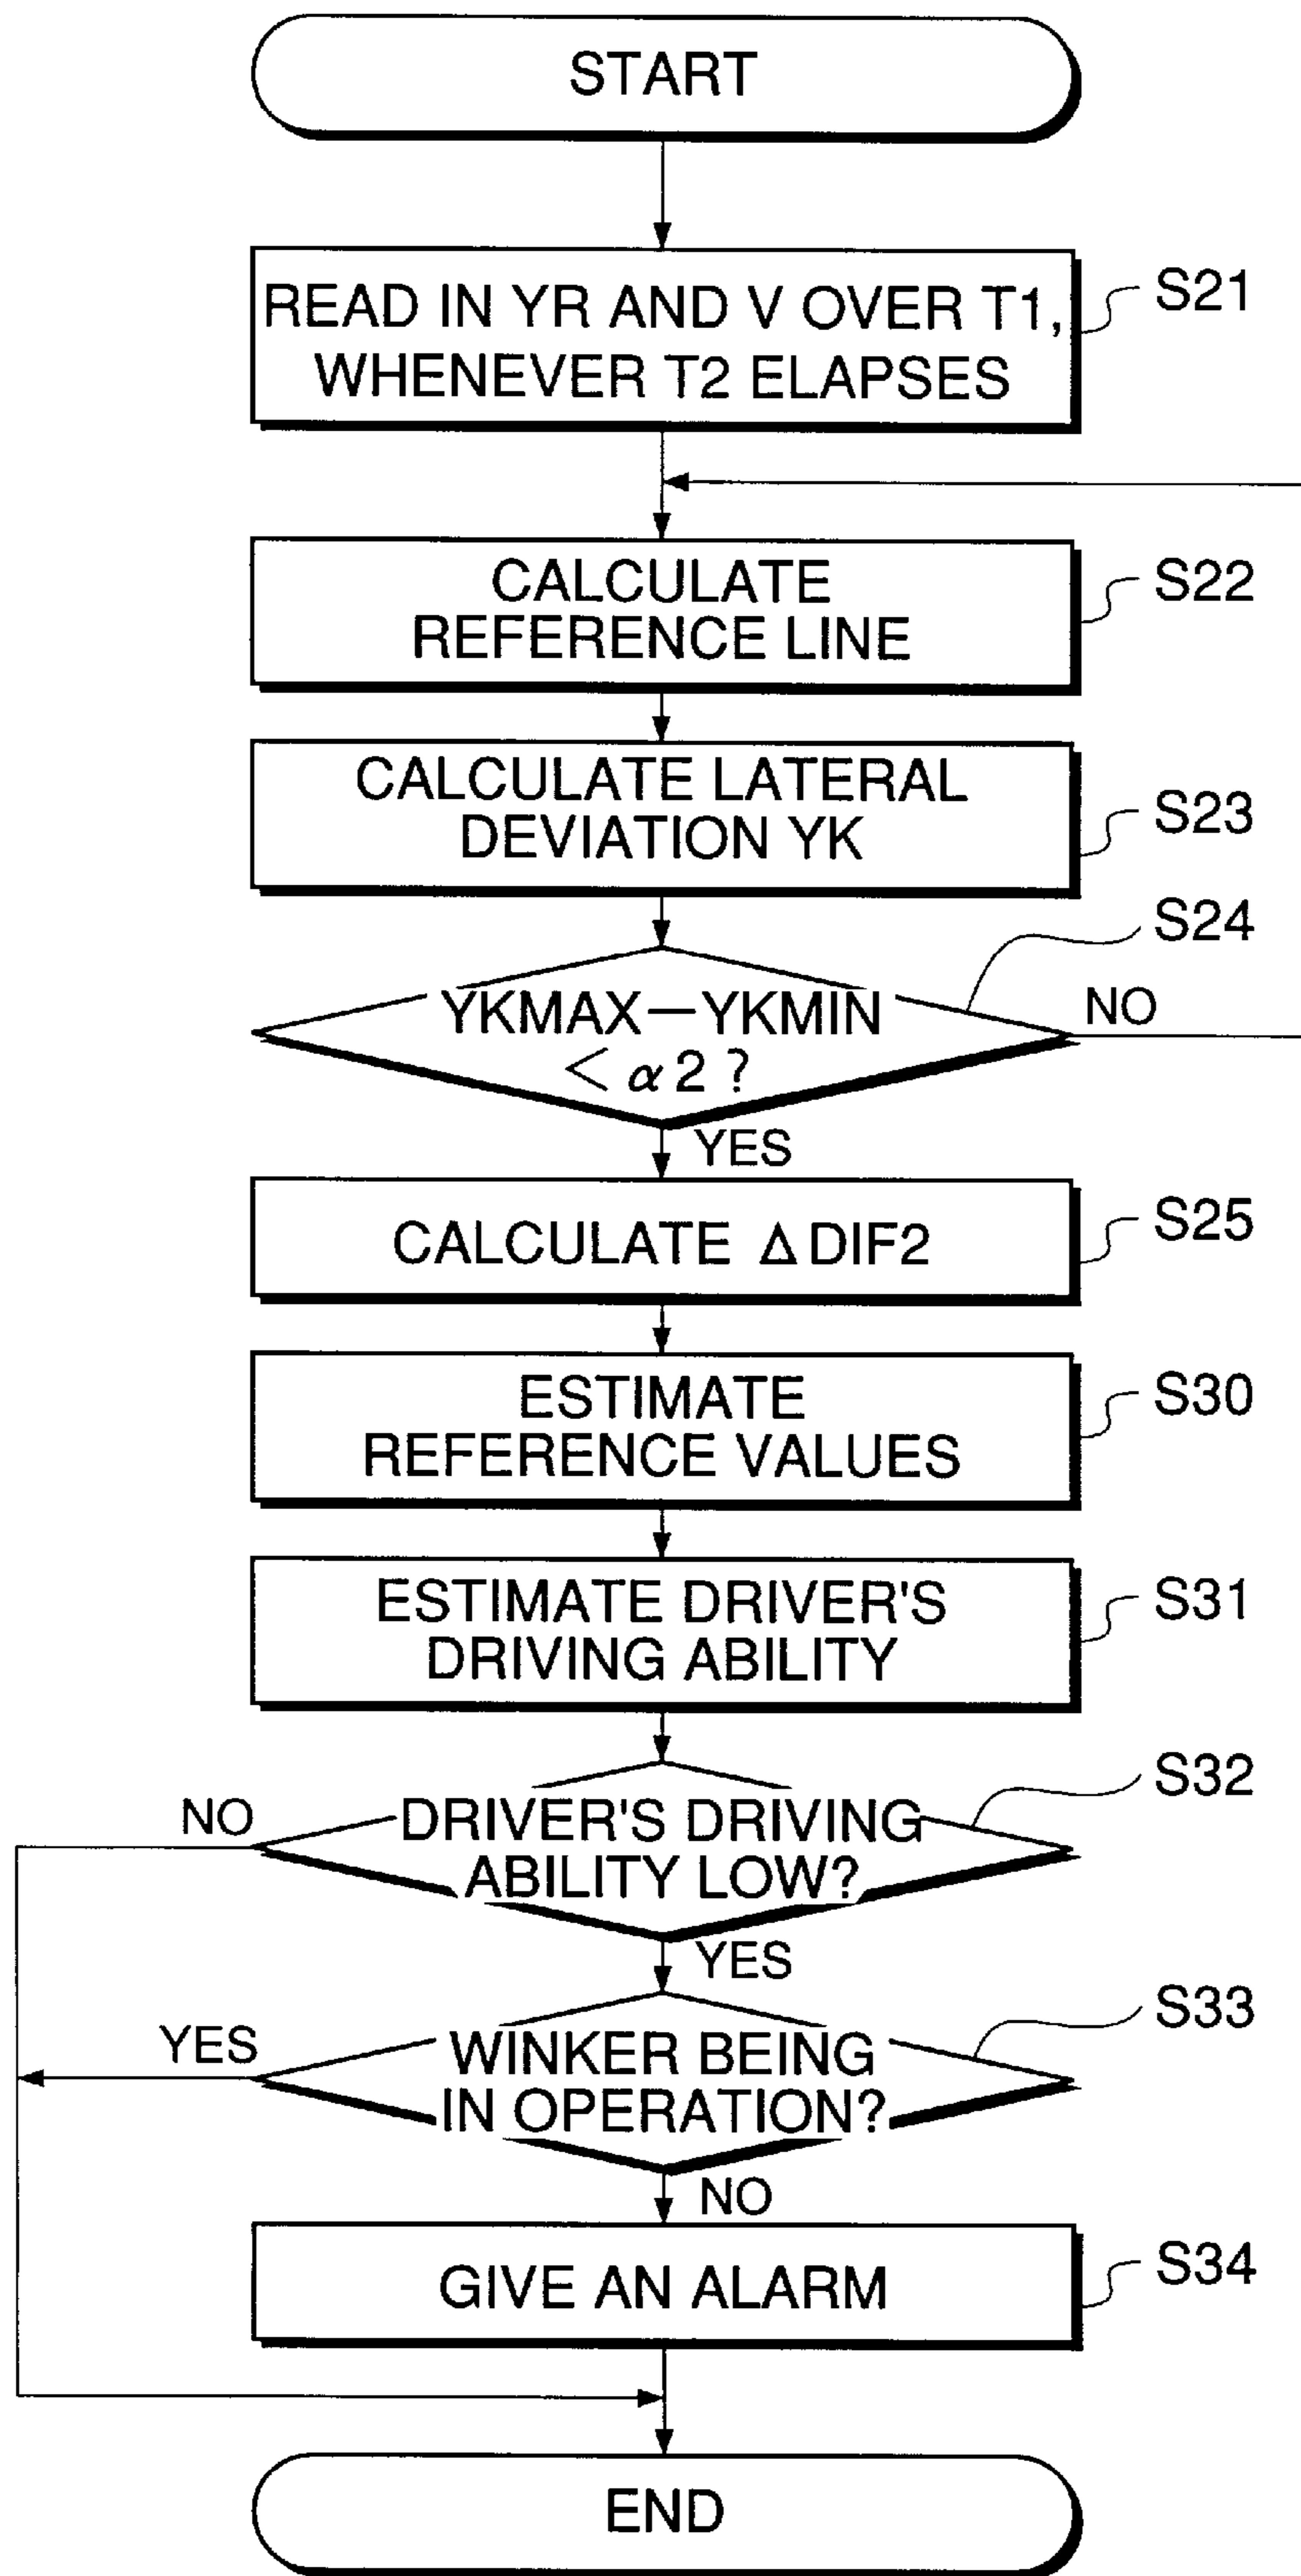 START
READ IN YR AND V OVER T1,
WHENEVER T2 ELAPSES
S21
CALCULATE
REFERENCE LINE
S22
CALCULATE LATERAL
DEVIATION YK
S23
S24
YKMAX—YKMIN
< α2 ?
NO
YES
CALCULATE Δ DIF2
S25
ESTIMATE
REFERENCE VALUES
S30
ESTIMATE DRIVER'S
DRIVING ABILITY
S31
S32
NO
DRIVER'S DRIVING
ABILITY LOW?
YES
S33
YES
WINKER BEING
IN OPERATION?
NO
GIVE AN ALARM
S34
END